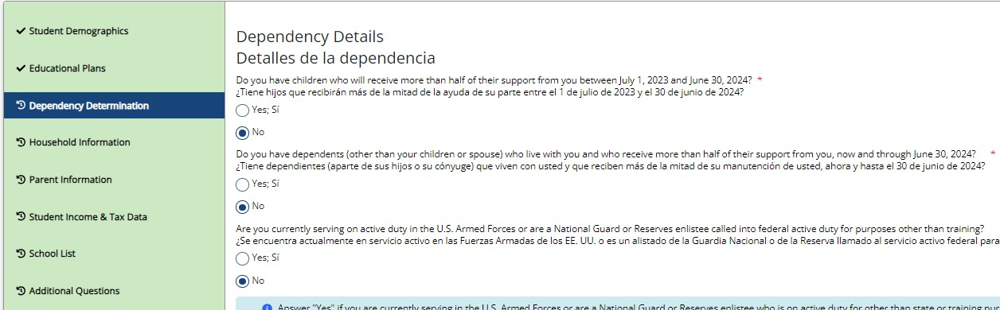 Student Demographics
Educational Plans
Dependency Determination
Household Information
Parent Information
Student Income & Tax Data
School List
Additional Questions
Dependency Details
Detalles de la dependencia
Do you have children who will receive more than half of their support from you between July 1, 2023 and June 30, 2024? *
¿Tiene hijos que recibirán más de la mitad de la ayuda de su parte entre el 1 de julio de 2023 y el 30 de junio de 2024?
Yes; Sí
No
Do you have dependents (other than your children or spouse) who live with you and who receive more than half of their support from you, now and through June 30, 2024? *
¿Tiene dependientes (aparte de sus hijos o su cónyuge) que viven con usted y que reciben más de la mitad de su manutención de usted, ahora y hasta el 30 de junio de 2024?
Yes; Sí
No
Are you currently serving on active duty in the U.S. Armed Forces or are a National Guard or Reserves enlistee called into federal active duty for purposes other than training?
¿Se encuentra actualmente en servicio activo en las Fuerzas Armadas de los EE. UU. o es un alistado de la Guardia Nacional o de la Reserva llamado al servicio activo federal para
Yes; Sí
No
Answer "Yes" if you are currently serving in the U.S. Armed Forces or are a National Guard or Reserves enlistee who is on active duty for other than state or training